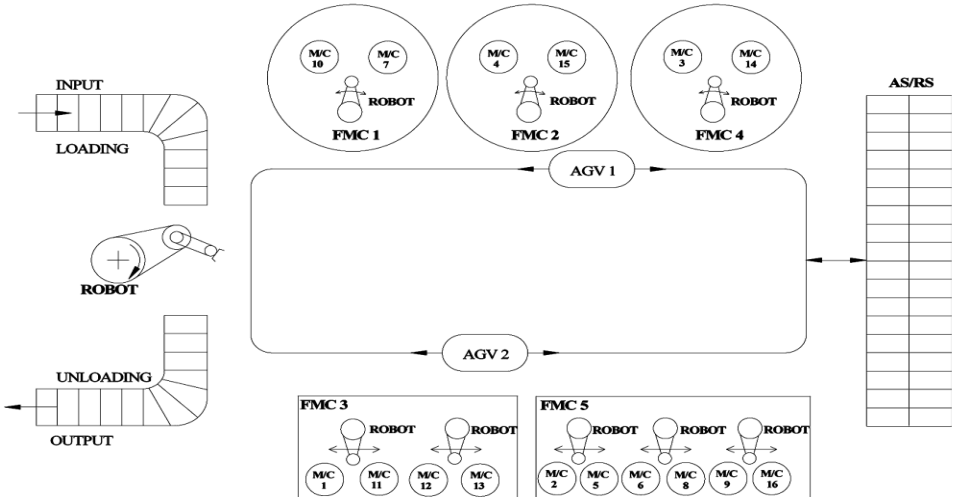 INPUT
LOADING
ROBOT
UNLOADING
OUTPUT
M/C
10
M/C
7
ROBOT
FMC 1
M/C
4
M/C
15
ROBOT
FMC 2
M/C
3
M/C
14
ROBOT
FMC 4
AS/RS
AGV 1
AGV 2
FMC 3
ROBOT
ROBOT
M/C
1
M/C
11
M/C
12
M/C
13
FMC 5
ROBOT
ROBOT
ROBOT
M/C
2
M/C
5
M/C
6
M/C
8
M/C
9
M/C
16